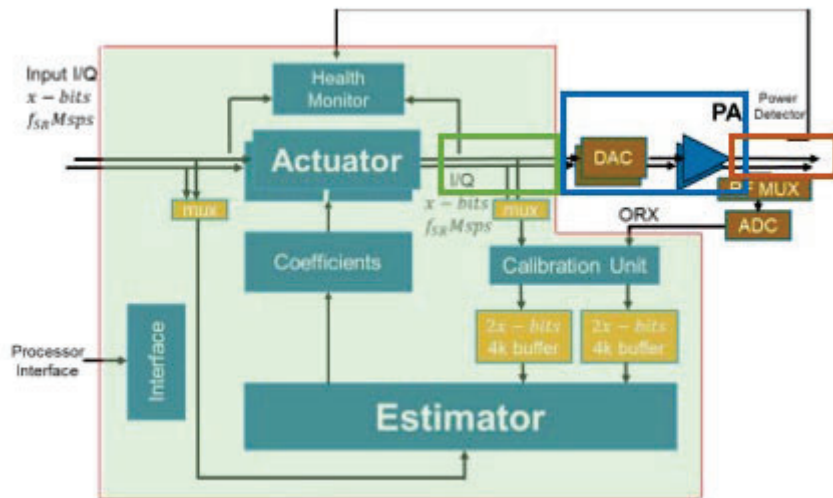 Input I/Q
x − bits
f_SR Msps
Health
Monitor
PA
Power
Detector
Actuator
DAC
I/Q
x − bits
f_SR Msps
mux
mux
RF MUX
ORX
ADC
Coefficients
Calibration Unit
2x − bits
4k buffer
2x − bits
4k buffer
Processor
Interface
Interface
Estimator